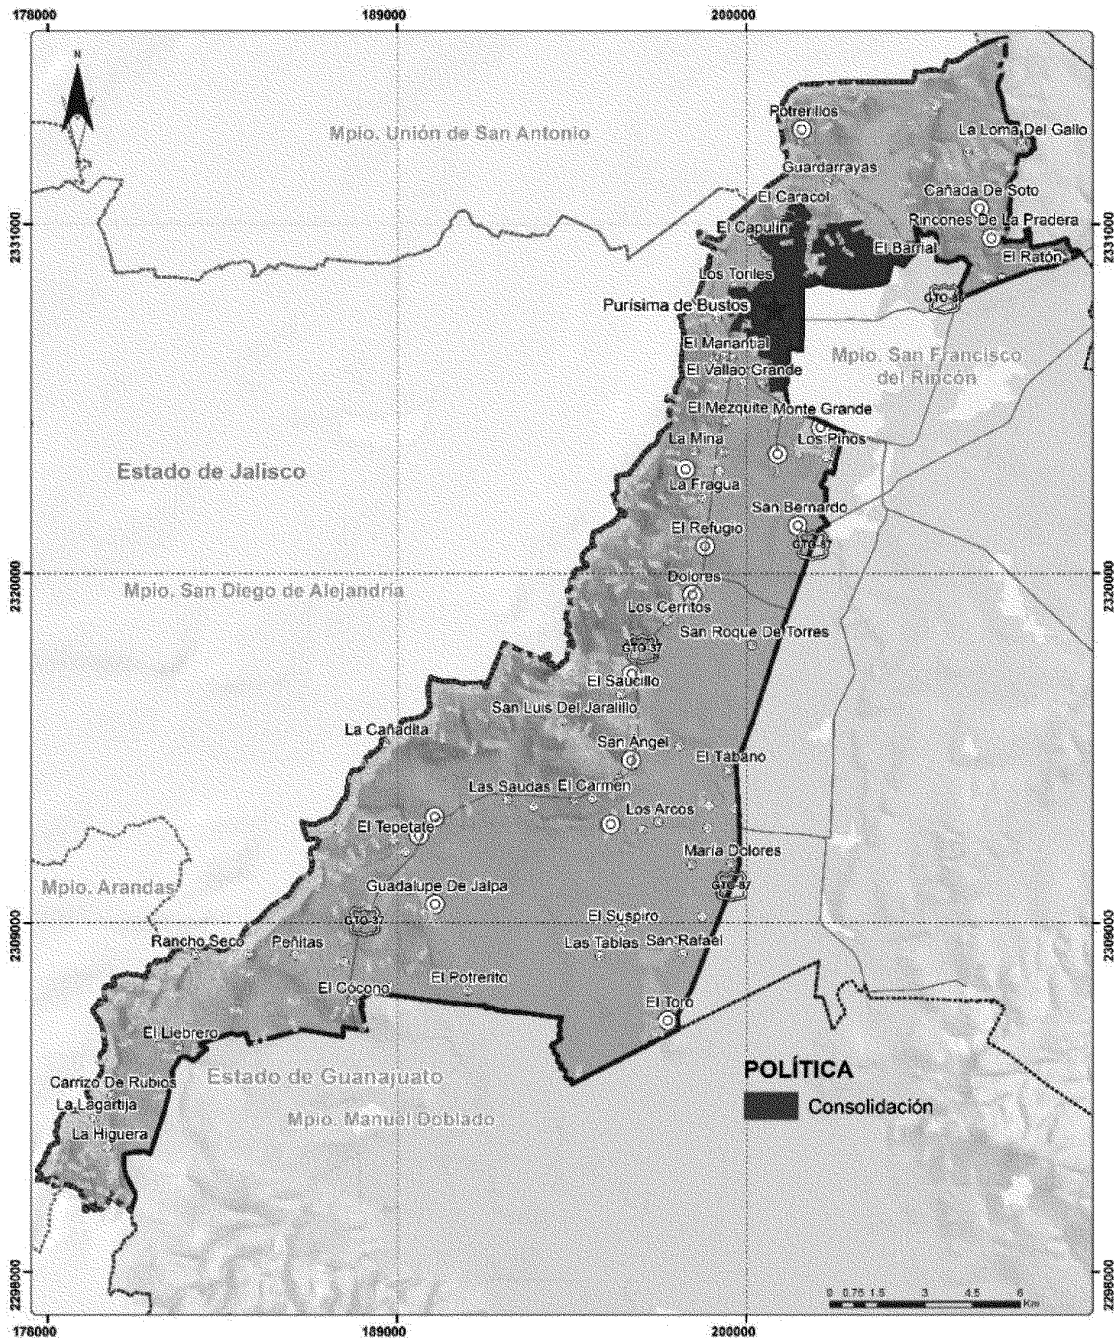 178000
189000
200000
N
Potrerillos
Mpio. Unión de San Antonio
La Loma Del Gallo
Guardarrayas
Cañada De Soto
El Caracol
2331000
El Capulín
Rincones De La Pradera
2331000
El Barrial
El Ratón
Los Toriles
Purísima de Bustos
El Manantial
Mpio. San Francisco
del Rincón
El Vallao Grande
El Mezquite
Monte Grande
La Mina
Los Pinos
Estado de Jalisco
La Fragua
San Bernardo
El Refugio
GTO-87
2320000
Dolores
2320000
Mpio. San Diego de Alejandría
Los Cerritos
San Roque De Torres
GTO-37
El Saucillo
San Luis Del Jaralillo
La Cañadita
San Angel
El Tábano
Las Saudas
El Carmen
Los Arcos
El Tepetate
María Dolores
Mpio. Arandas
Guadalupe De Jalpa
GTO-87
GTO-37
El Suspiro
2309000
2309000
Rancho Seco
Peñitas
Las Tablas
San Rafael
El Potrerito
El Cócono
El Toro
El Liebrero
POLÍTICA
Estado de Guanajuato
Carrizo De Rubios
La Lagartija
Consolidación
Mpio. Manuel Doblado
La Higuera
2298000
2298000
0 0.75 1.5 3 4.5 6
Km
178000
189000
200000